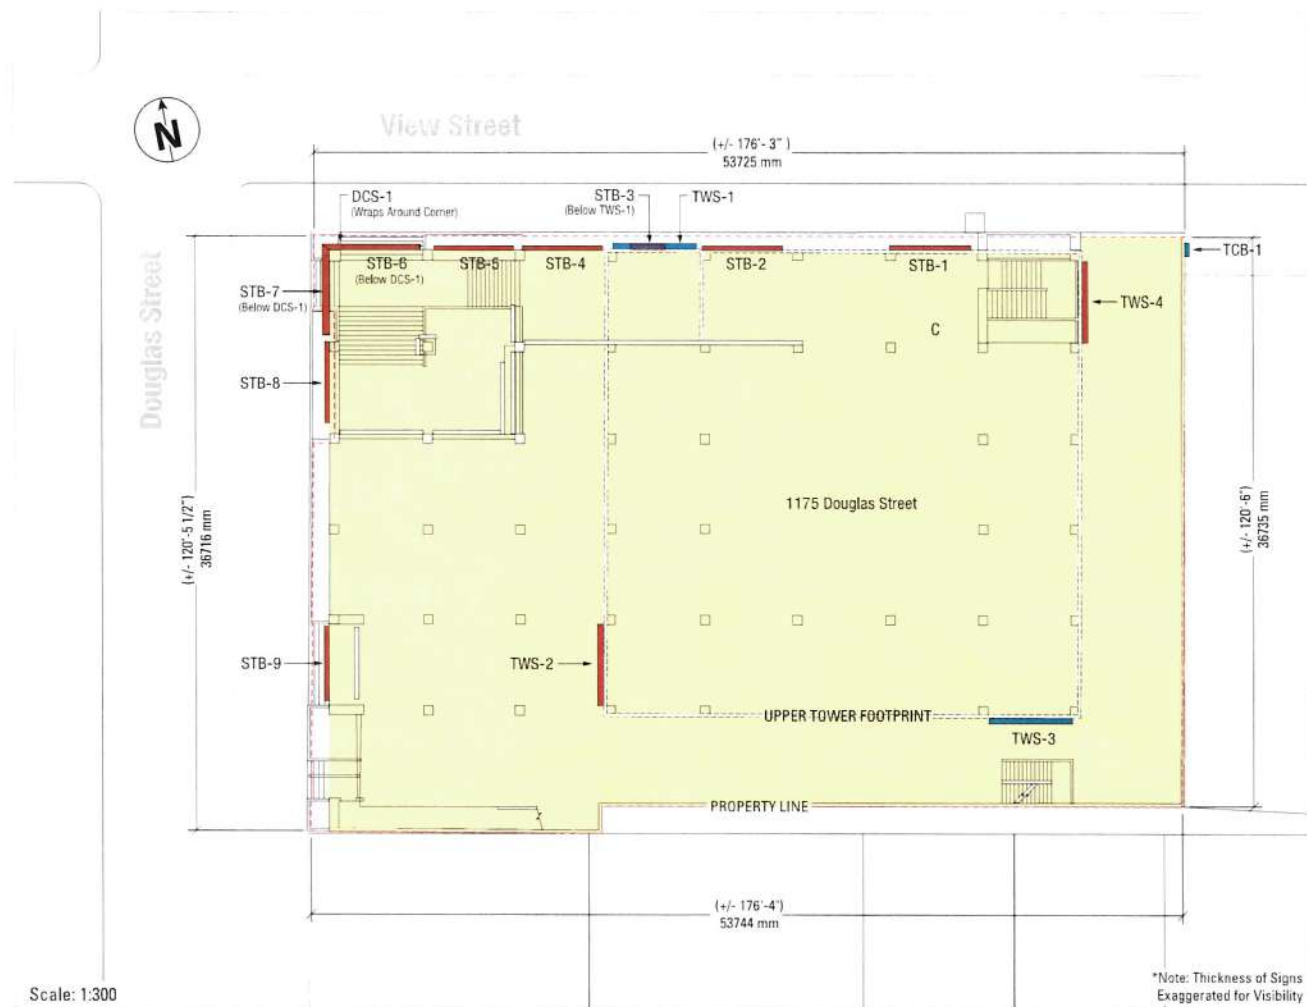 N
View Street
(+/- 176'- 3" )
53725 mm
DCS-1
(Wraps Around Corner)
STB-3
(Below TWS-1)
TWS-1
TCB-1
STB-6
(Below DCS-1)
STB-5
STB-4
STB-2
STB-1
STB-7
(Below DCS-1)
TWS-4
C
Douglas Street
STB-8
1175 Douglas Street
(+/- 120'-5 1/2")
36716 mm
(+/- 120'-6")
36735 mm
STB-9
TWS-2
UPPER TOWER FOOTPRINT
TWS-3
PROPERTY LINE
(+/- 176'-4")
53744 mm
Scale: 1:300
*Note: Thickness of Signs
Exaggerated for Visibility